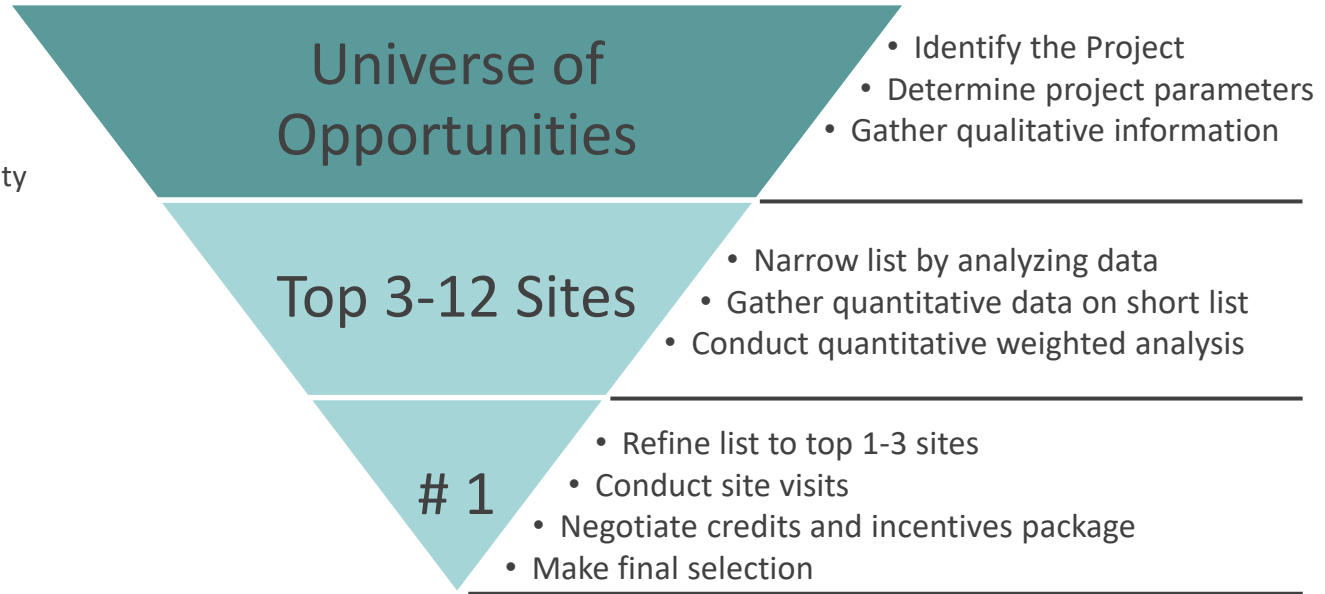 Universe of
Opportunities
• Identify the Project
• Determine project parameters
• Gather qualitative information
ty
Top 3-12 Sites
• Narrow list by analyzing data
• Gather quantitative data on short list
• Conduct quantitative weighted analysis
# 1
• Refine list to top 1-3 sites
• Conduct site visits
• Negotiate credits and incentives package
• Make final selection